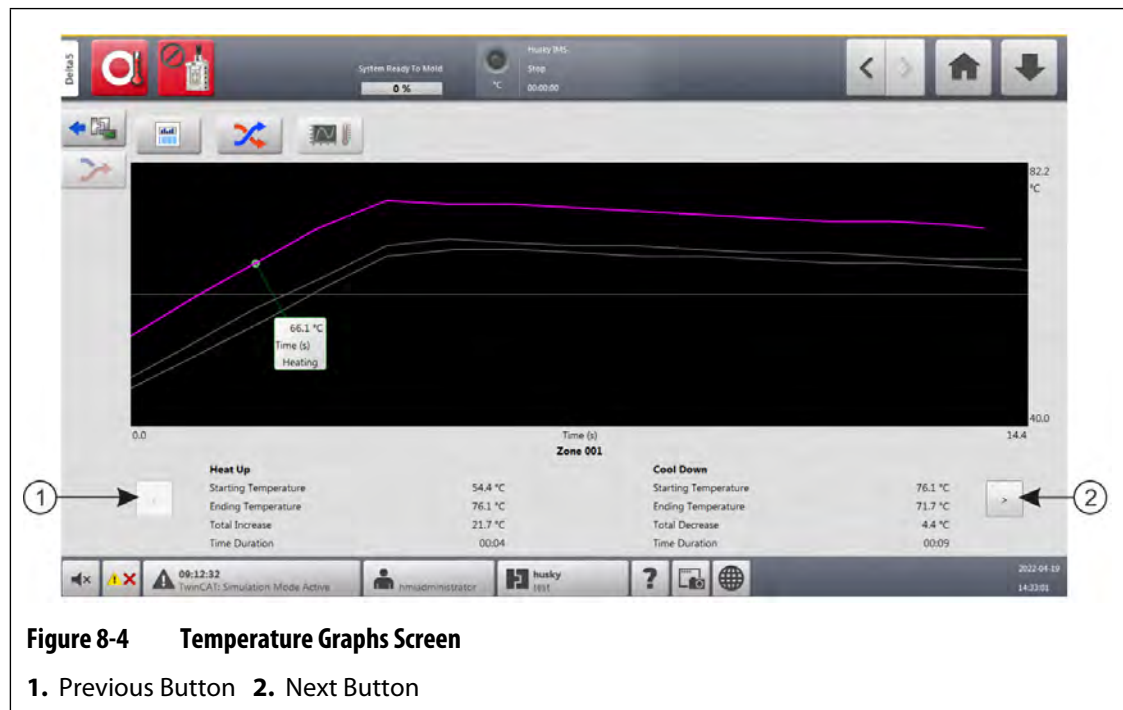 Delta5
System Ready To Mold
0 %
°C
Husky IMS-
Stop
00:00:00
82.2
°C
66.1 °C
Time (s)
Heating
40.0
0.0
Time (s)
14.4
Zone 001
Heat Up
Starting Temperature 54.4 °C
Ending Temperature 76.1 °C
Total Increase 21.7 °C
Time Duration 00:04
Cool Down
Starting Temperature 76.1 °C
Ending Temperature 71.7 °C
Total Decrease 4.4 °C
Time Duration 00:09
1
<
>
2
09:12:32
TwinCAT: Simulation Mode Active
hmiadministrator
husky
test
?
2022-04-19
14:33:01
Figure 8-4 Temperature Graphs Screen
1. Previous Button 2. Next Button